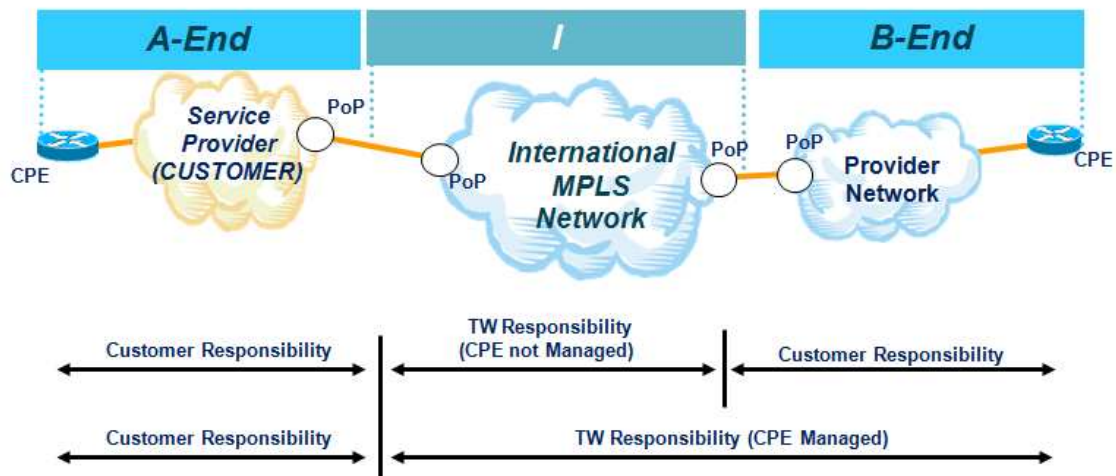 A-End
I
B-End
Service
Provider
(CUSTOMER)
PoP
CPE
PoP
International
MPLS
Network
PoP
PoP
Provider
Network
CPE
TW Responsibility
(CPE not Managed)
Customer Responsibility
Customer Responsibility
Customer Responsibility
TW Responsibility (CPE Managed)